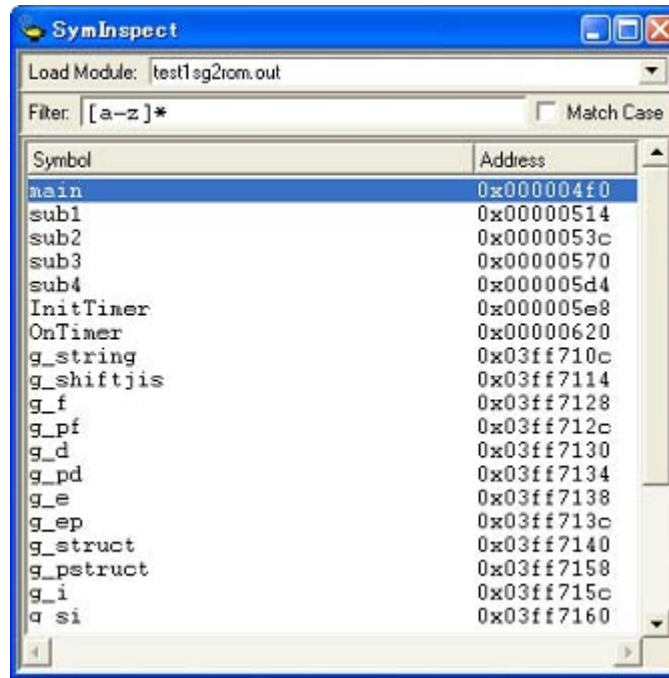 SymInspect
Load Module: test1sg2rom.out
Filter: [a-z]* Match Case
Symbol Address
main 0x000004f0
sub1 0x00000514
sub2 0x0000053c
sub3 0x00000570
sub4 0x000005d4
InitTimer 0x000005e8
OnTimer 0x00000620
g_string 0x03ff710c
g_shiftjis 0x03ff7114
g_f 0x03ff7128
g_pf 0x03ff712c
g_d 0x03ff7130
g_pd 0x03ff7134
g_e 0x03ff7138
g_ep 0x03ff713c
g_struct 0x03ff7140
g_pstruct 0x03ff7158
g_i 0x03ff715c
g_si 0x03ff7160